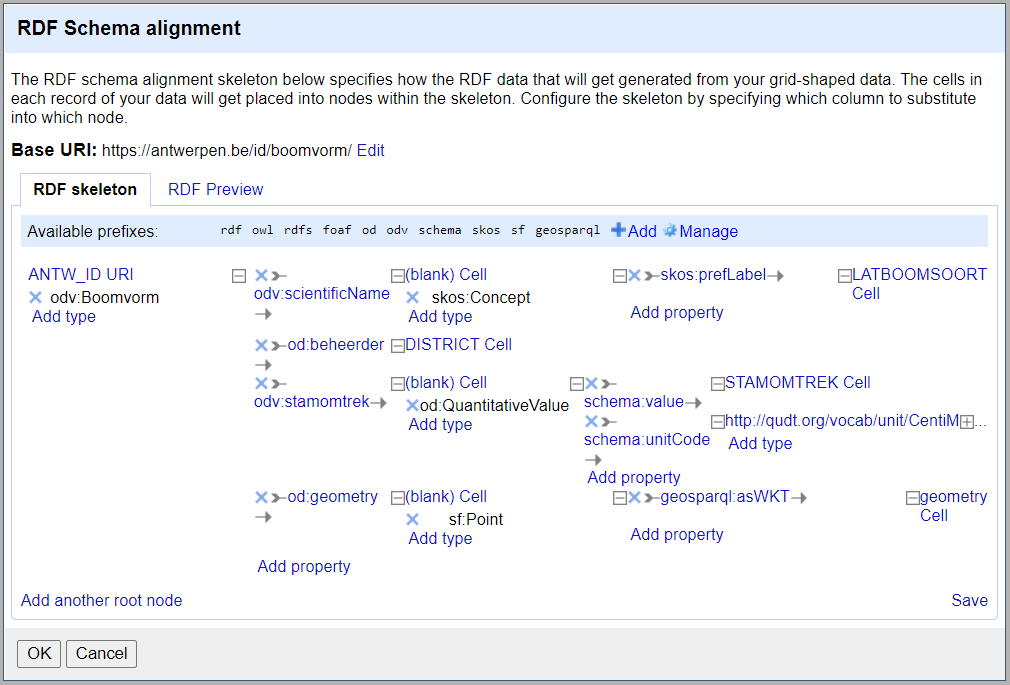 RDF Schema alignment
The RDF schema alignment skeleton below specifies how the RDF data that will get generated from your grid-shaped data. The cells in
each record of your data will get placed into nodes within the skeleton. Configure the skeleton by specifying which column to substitute
into which node.
Base URI: https://antwerpen.be/id/boomvorm/ Edit
RDF skeleton RDF Preview
Available prefixes: rdf owl rdfs foaf od odv schema skos sf geosparql Add Manage
ANTW_ID URI
odv:Boomvorm
Add type
odv:scientificName
(blank) Cell
skos:Concept
Add type
skos:prefLabel
Add property
LATBOOMSOORT
Cell
od:beheerder
DISTRICT Cell
odv:stamomtrek
(blank) Cell
od:QuantitativeValue
Add type
schema:value
STAMOMTREK Cell
schema:unitCode
http://qudt.org/vocab/unit/CentiM...
Add type
Add property
od:geometry
(blank) Cell
sf:Point
Add type
geosparql:asWKT
Add property
geometry
Cell
Add property
Add another root node
Save
OK Cancel